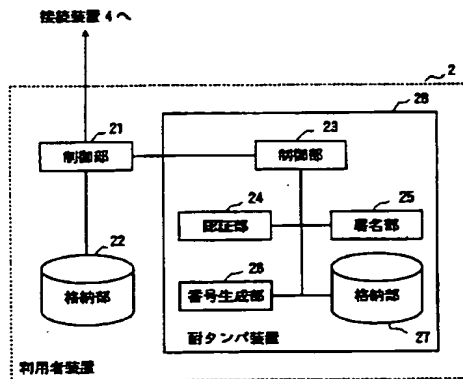 接続装置4へ
2
28
21
制御部
23
制御部
24
認証部
25
署名部
22
格納部
26
番号生成部
格納部
27
耐タンパ装置
利用者装置